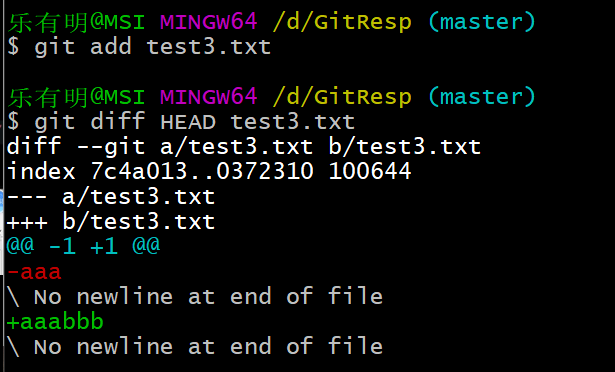 乐有明@MSI MINGW64 /d/GitResp (master)
$ git add test3.txt
乐有明@MSI MINGW64 /d/GitResp (master)
$ git diff HEAD test3.txt
diff --git a/test3.txt b/test3.txt
index 7c4a013..0372310 100644
--- a/test3.txt
+++ b/test3.txt
@@ -1 +1 @@
-aaa
\ No newline at end of file
+aaabbb
\ No newline at end of file